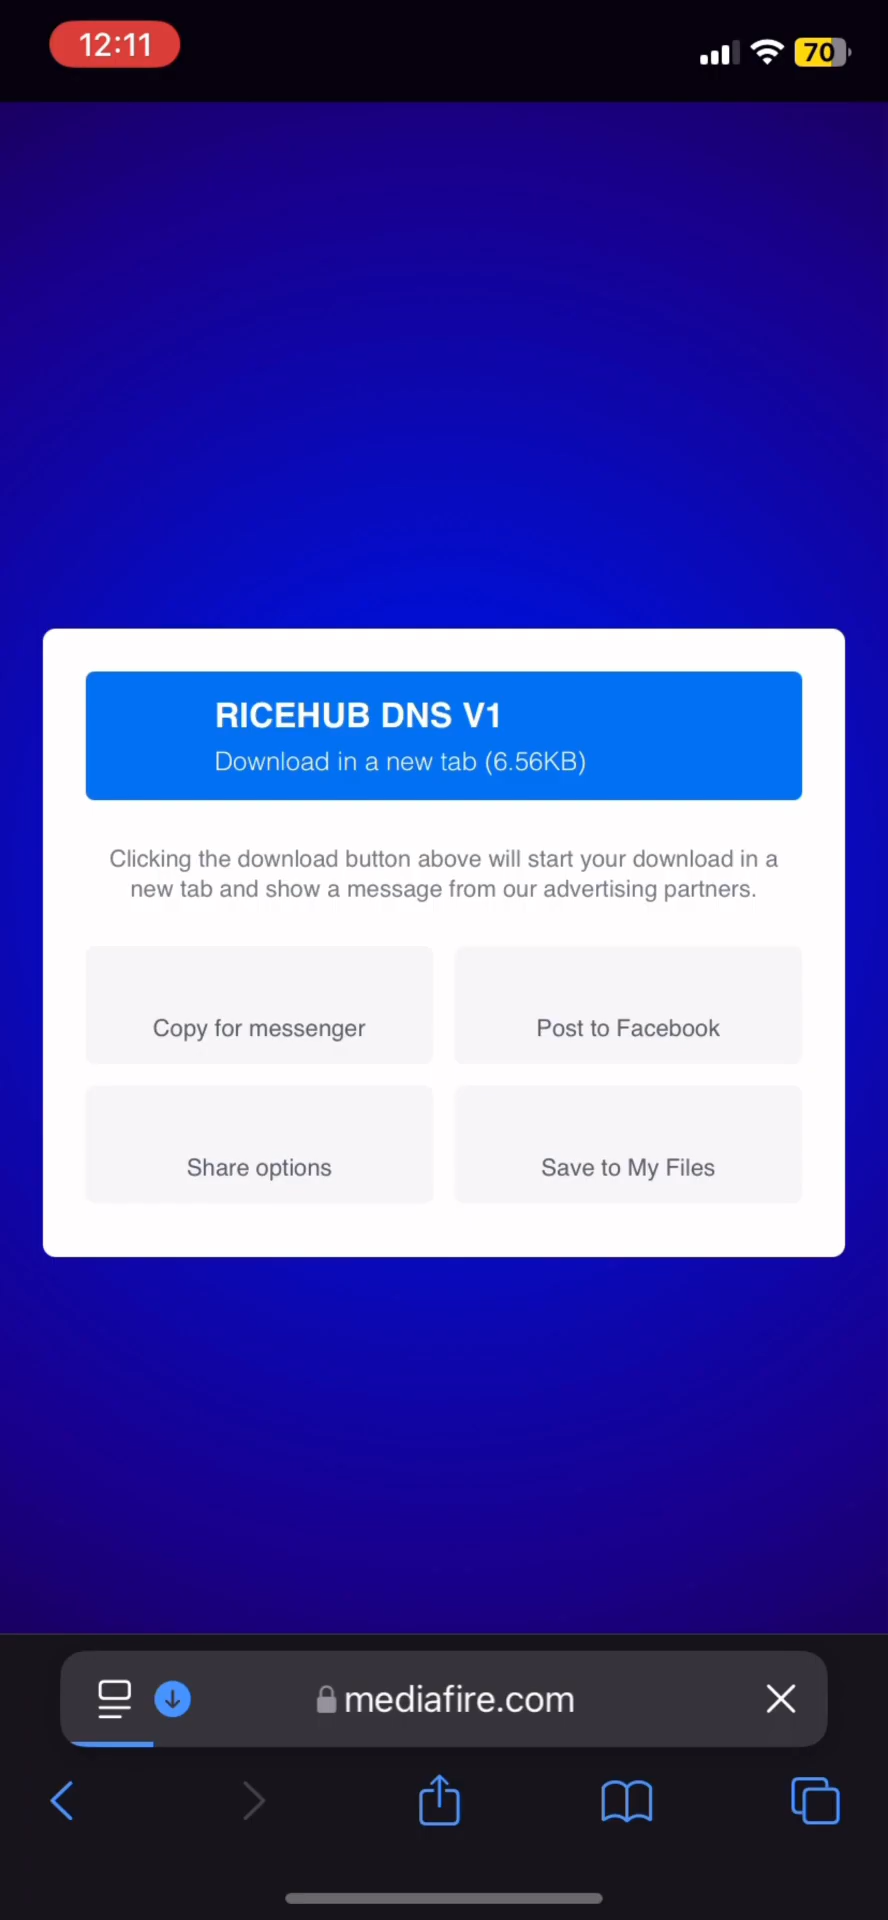 12:11
70
RICEHUB DNS V1
Download in a new tab (6.56KB)
Clicking the download button above will start your download in a
new tab and show a message from our advertising partners.
Copy for messenger
Post to Facebook
Share options
Save to My Files
mediafire.com